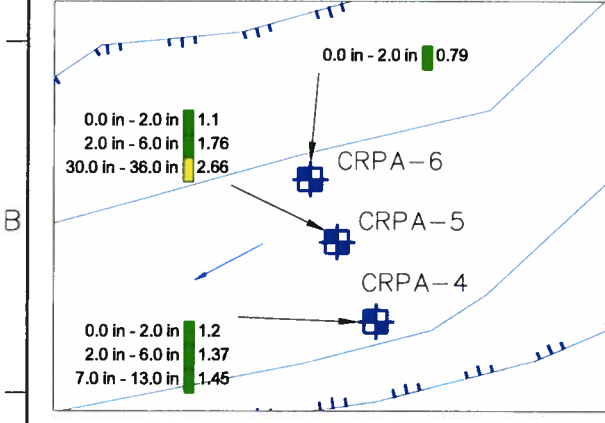 0.0 in - 2.0 in 0.79
0.0 in - 2.0 in 1.1
2.0 in - 6.0 in 1.76
30.0 in - 36.0 in 2.66
CRPA-6
B
CRPA-5
CRPA-4
0.0 in - 2.0 in 1.2
2.0 in - 6.0 in 1.37
7.0 in - 13.0 in 1.45